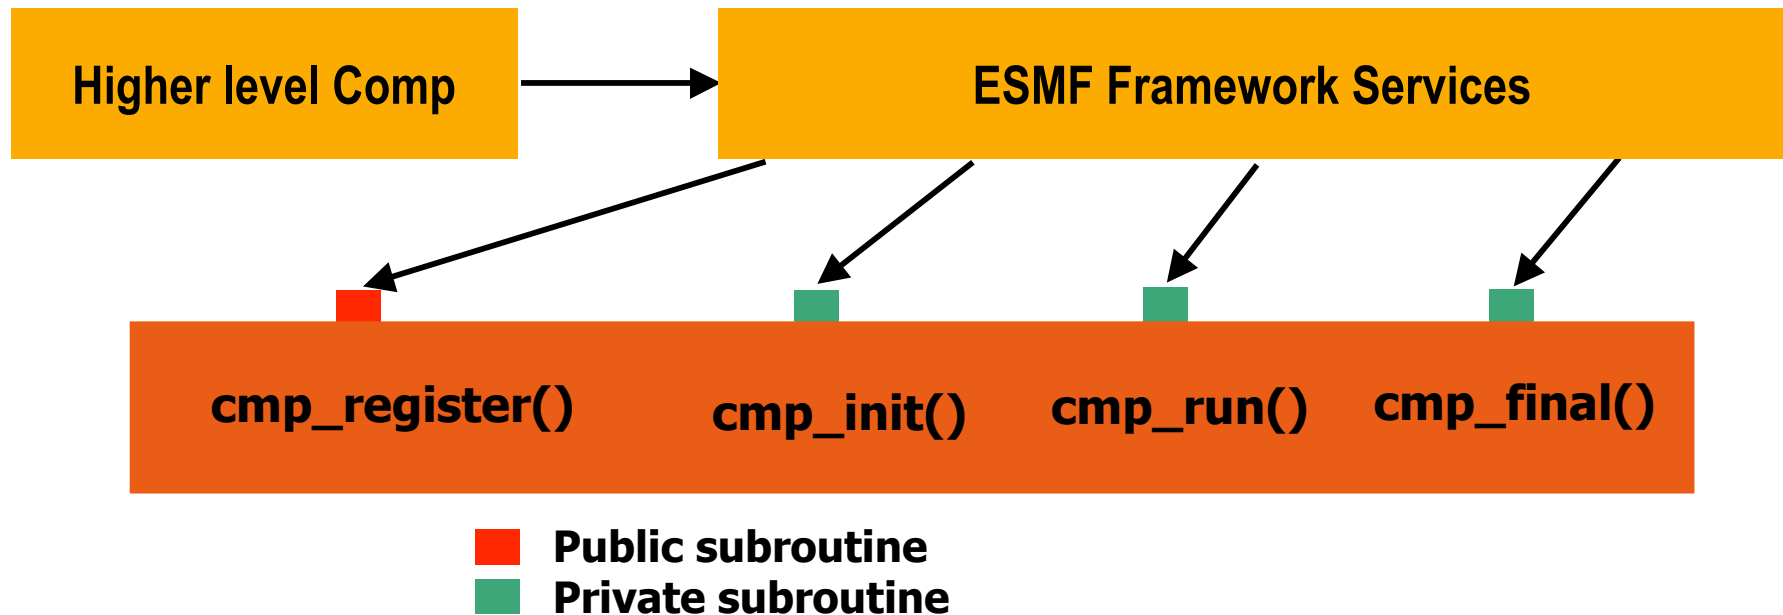 Higher level Comp
ESMF Framework Services
cmp_register()
cmp_init()
cmp_run()
cmp_final()
Public subroutine
Private subroutine